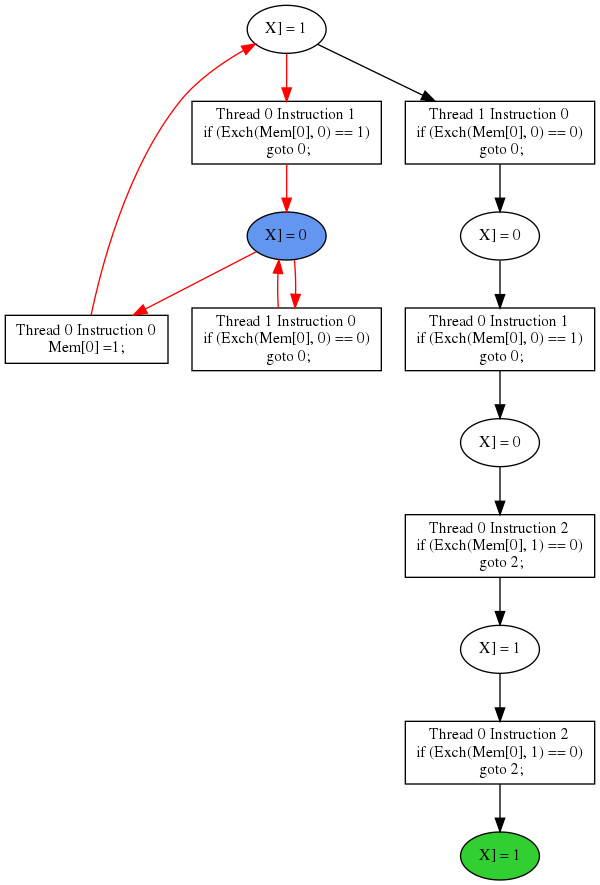 X] = 1
Thread 0 Instruction 1
if (Exch(Mem[0], 0) == 1)
goto 0;
Thread 1 Instruction 0
if (Exch(Mem[0], 0) == 0)
goto 0;
X] = 0
X] = 0
Thread 0 Instruction 0
Mem[0] =1;
Thread 1 Instruction 0
if (Exch(Mem[0], 0) == 0)
goto 0;
Thread 0 Instruction 1
if (Exch(Mem[0], 0) == 1)
goto 0;
X] = 0
Thread 0 Instruction 2
if (Exch(Mem[0], 1) == 0)
goto 2;
X] = 1
Thread 0 Instruction 2
if (Exch(Mem[0], 1) == 0)
goto 2;
X] = 1